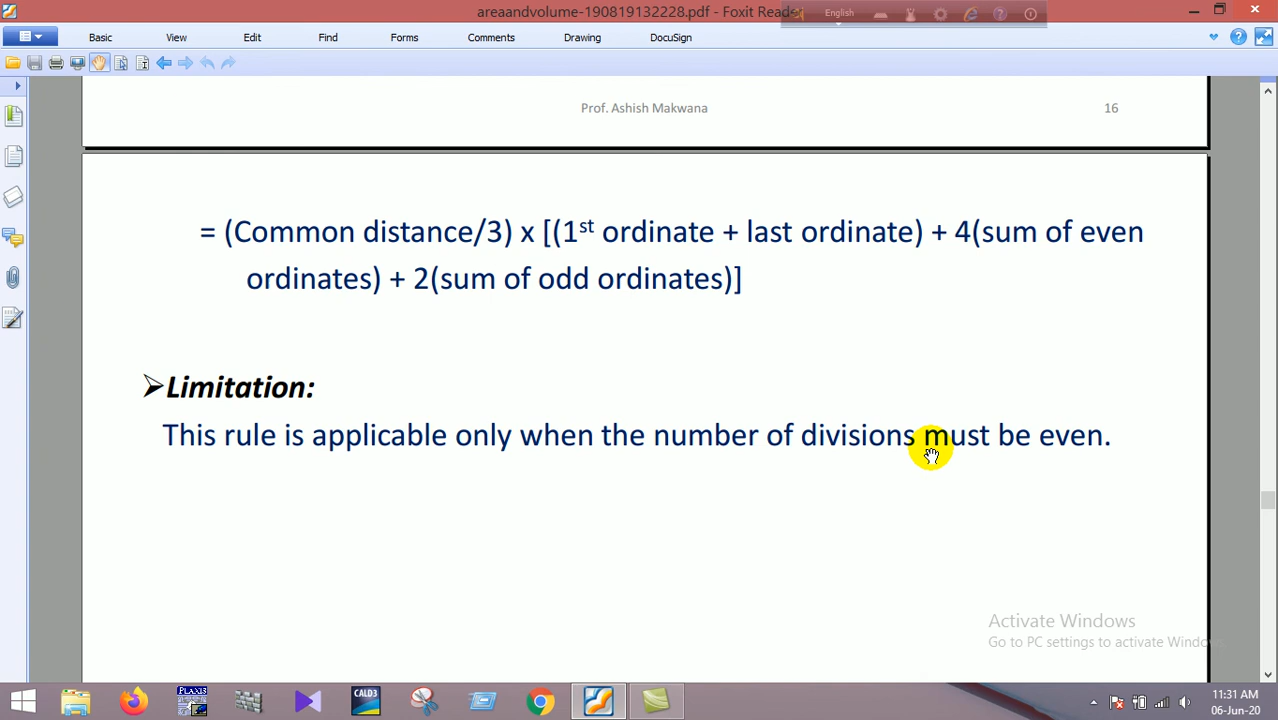 areaandvolume-190819132228.pdf - Foxit Reader
English
Basic View Edit Find Forms Comments Drawing DocuSign
Prof. Ashish Makwana 16
= (Common distance/3) x [(1st ordinate + last ordinate) + 4(sum of even
ordinates) + 2(sum of odd ordinates)]
➢Limitation:
This rule is applicable only when the number of divisions must be even.
Activate Windows
Go to PC settings to activate Windows
PLAXIS CALD3
11:31 AM
06-Jun-20